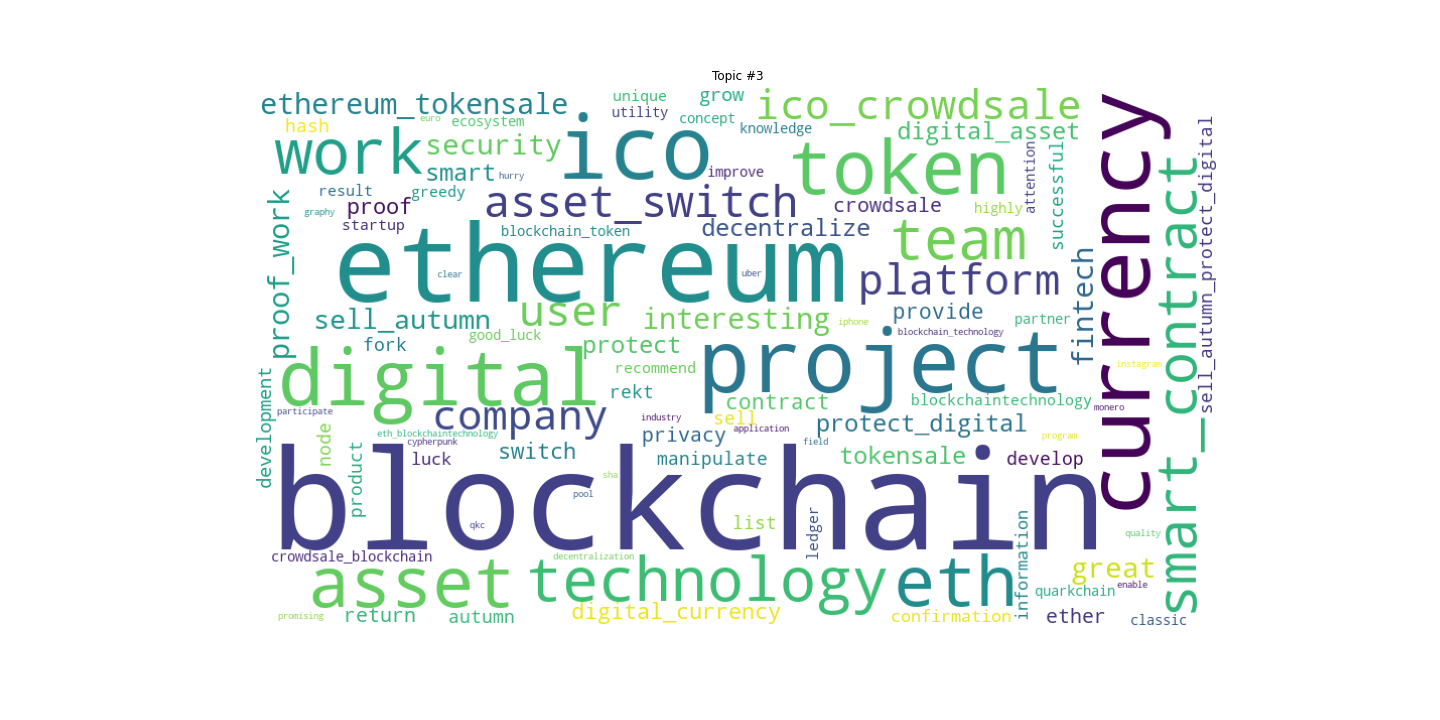 Topic #3
ethereum_tokensale
unique
grow
ico_crowdsale
currency
euro
ecosystem
utility
concept
knowledge
digital_asset
hash
work
security
ico
token
smart_contract
sell_autumn_protect_digital
smart
hurry
improve
attention
successful
result
greedy
asset_switch
crowdsale
highly
proof_work
graphy
proof
startup
blockchain_token
decentralize
team
ethereum
clear
uber
platform
fintech
sell_autumn
user
interesting
iphone
provide
partner
fork
good_luck
protect
project
blockchain_technology
digital
recommend
instagram
development
rekt
contract
blockchaintechnology
monero
participate
company
industry
sell
protect_digital
eth_blockchaintechnology
cypherpunk
privacy
application
field
program
node
product
luck
switch
manipulate
tokensale
develop
blockchain
sha
pool
qkc
list
ledger
information
quality
crowdsale_blockchain
decentralization
asset
technology
eth
great
enable
quarkchain
promising
return
autumn
digital_currency
confirmation
ether
classic